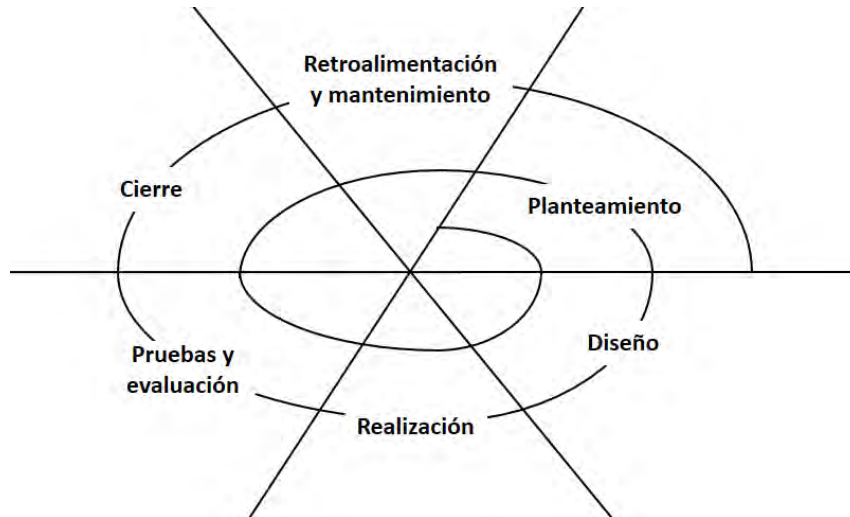 Retroalimentación
y mantenimiento
Cierre
Planteamiento
Diseño
Pruebas y
evaluación
Realización